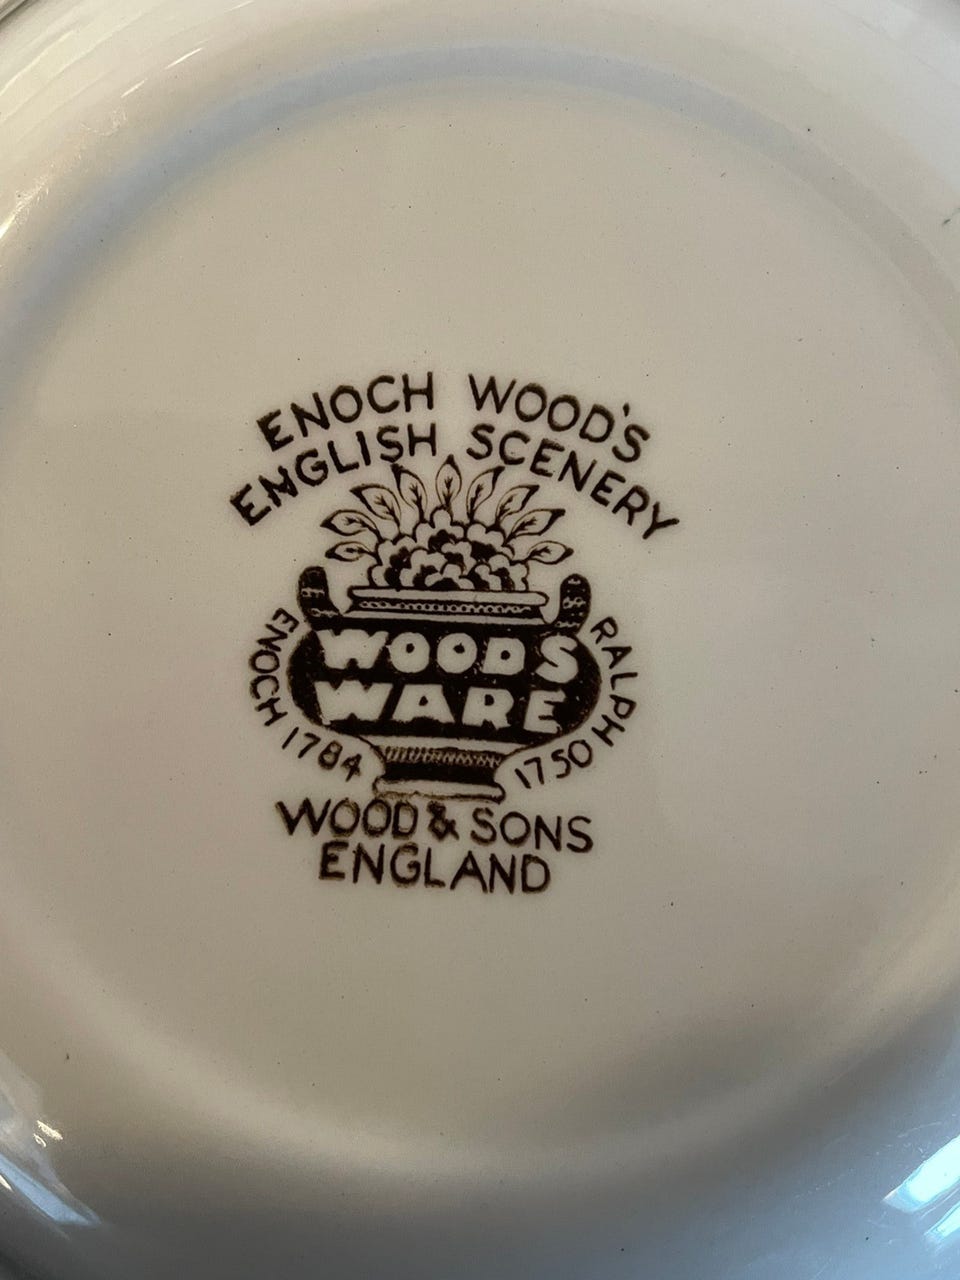 ENOCH WOOD'S
ENGLISH SCENERY
WOODS
WARE
ENOCH 1784
RALPH 1750
WOOD & SONS
ENGLAND